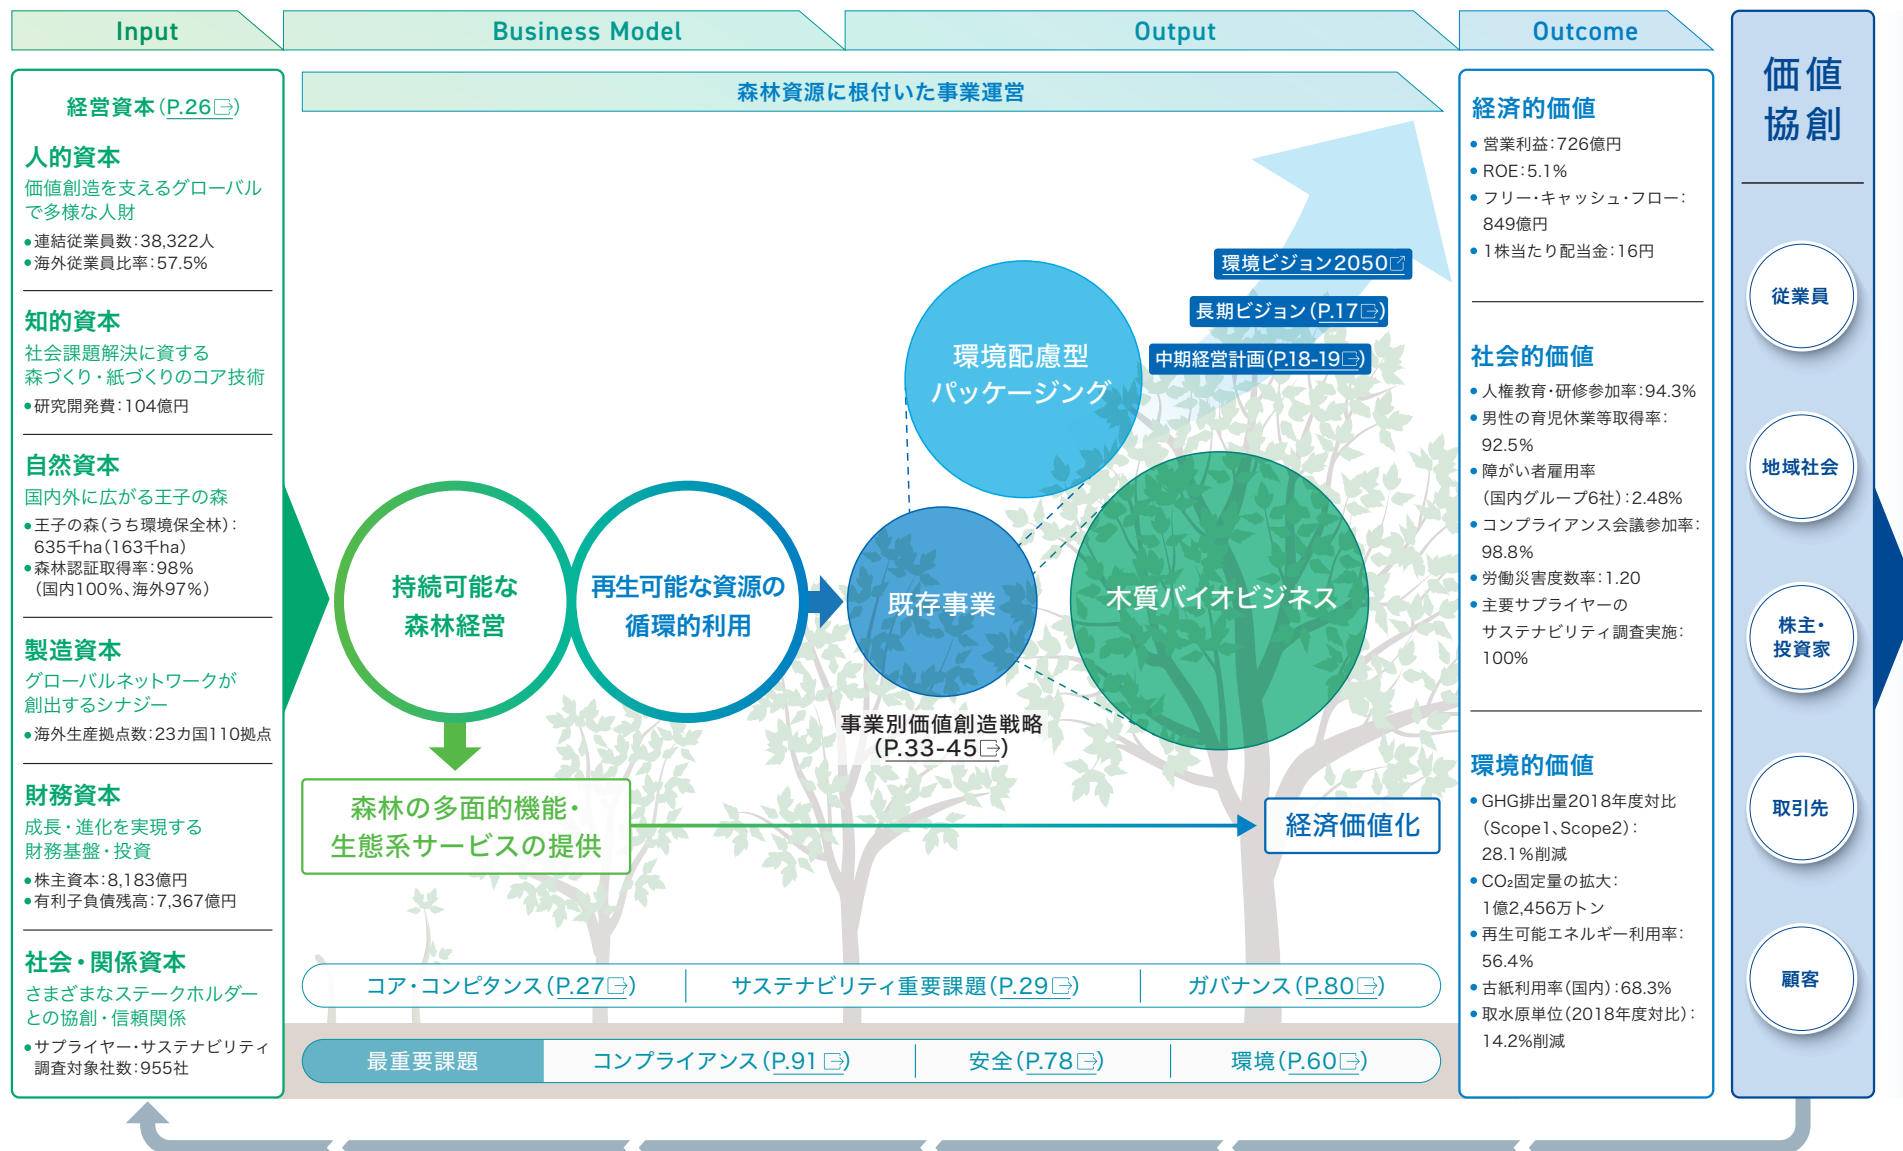 Input
Business Model
Output
Outcome
経営資本（P.26）
人的資本
価値創造を支えるグローバル
で多様な人財
●連結従業員数：38,322人
●海外従業員比率：57.5%
知的資本
社会課題解決に資する
森づくり・紙づくりのコア技術
●研究開発費：104億円
自然資本
国内外に広がる王子の森
●王子の森（うち環境保全林）：
635千ha（163千ha）
●森林認証取得率：98%
（国内100%、海外97%）
製造資本
グローバルネットワークが
創出するシナジー
●海外生産拠点数：23カ国110拠点
財務資本
成長・進化を実現する
財務基盤・投資
●株主資本：8,183億円
●有利子負債残高：7,367億円
社会・関係資本
さまざまなステークホルダー
との協創・信頼関係
●サプライヤー・サステナビリティ
調査対象社数：955社
森林資源に根付いた事業運営
環境ビジョン2050
長期ビジョン（P.17）
中期経営計画（P.18-19）
環境配慮型
パッケージング
持続可能な
森林経営
再生可能な資源の
循環的利用
既存事業
木質バイオビジネス
事業別価値創造戦略
（P.33-45）
森林の多面的機能・
生態系サービスの提供
経済価値化
コア・コンピタンス（P.27）
サステナビリティ重要課題（P.29）
ガバナンス（P.80）
最重要課題
コンプライアンス（P.91）
安全（P.78）
環境（P.60）
経済的価値
●営業利益：726億円
●ROE：5.1%
●フリー・キャッシュ・フロー：
849億円
●1株当たり配当金：16円
社会的価値
●人権教育・研修参加率：94.3%
●男性の育児休業等取得率：
92.5%
●障がい者雇用率
（国内グループ6社）：2.48%
●コンプライアンス会議参加率：
98.8%
●労働災害度数率：1.20
●主要サプライヤーの
サステナビリティ調査実施：
100%
環境的価値
●GHG排出量2018年度対比
（Scope1、Scope2）：
28.1%削減
●CO₂固定量の拡大：
1億2,456万トン
●再生可能エネルギー利用率：
56.4%
●古紙利用率（国内）：68.3%
●取水原単位（2018年度対比）：
14.2%削減
価値
協創
従業員
地域社会
株主・
投資家
取引先
顧客